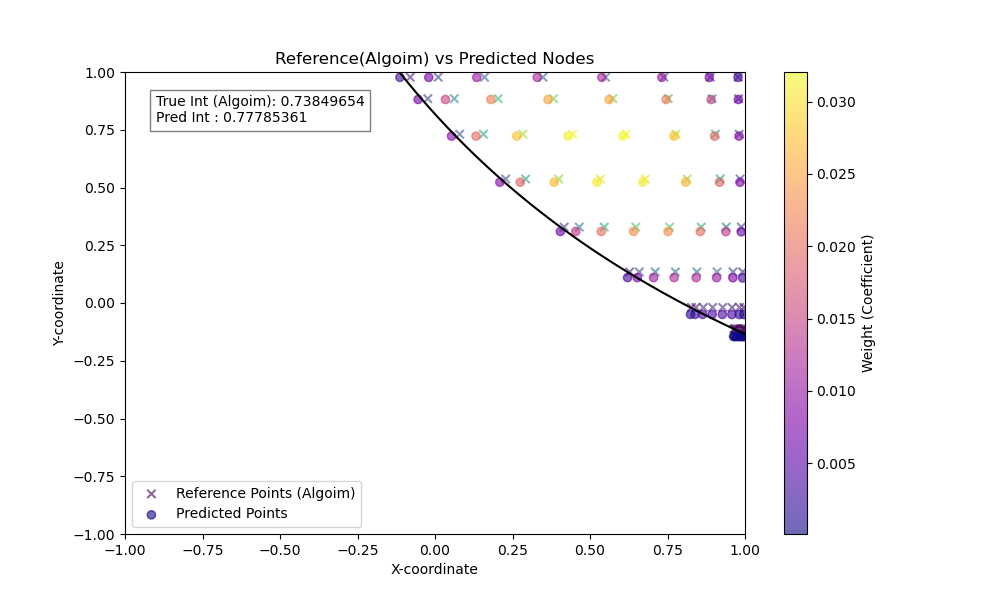 Reference(Algoim) vs Predicted Nodes
True Int (Algoim): 0.73849654
Pred Int : 0.77785361
1.00
0.75
0.50
0.25
0.00
−0.25
−0.50
−0.75
−1.00
Y-coordinate
Reference Points (Algoim)
Predicted Points
−1.00 −0.75 −0.50 −0.25 0.00 0.25 0.50 0.75 1.00
X-coordinate
0.030
0.025
0.020
0.015
0.010
0.005
Weight (Coefficient)